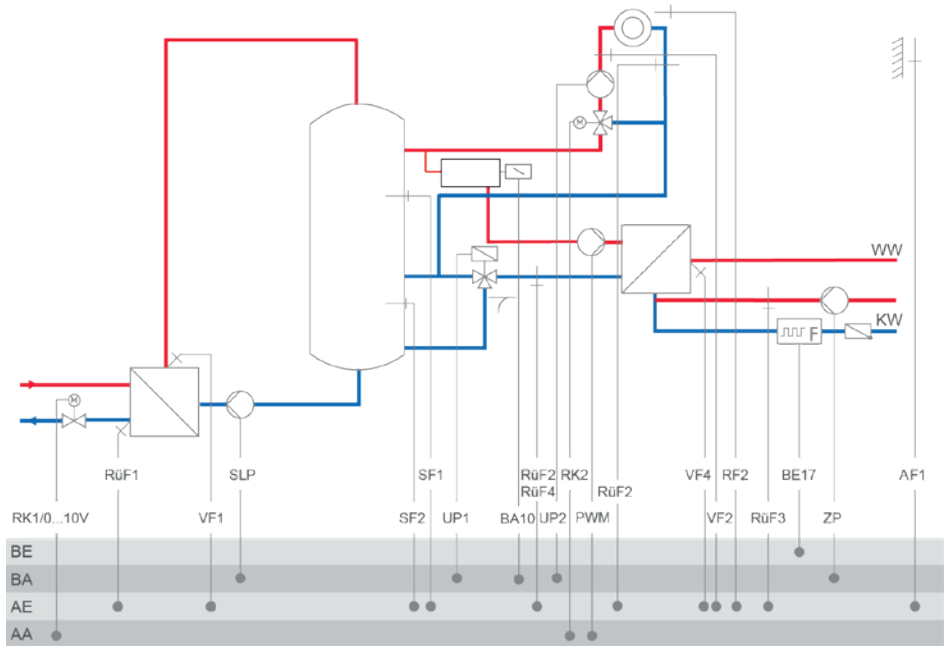 M
WW
F
KW
M
RüF1 SLP SF1 RüF2 RK2 VF4 RF2 BE17 AF1
RüF4 RüF2
RK1/0...10V VF1 SF2 UP1 BA10 UP2 PWM VF2 RüF3 ZP
BE
BA
AE
AA